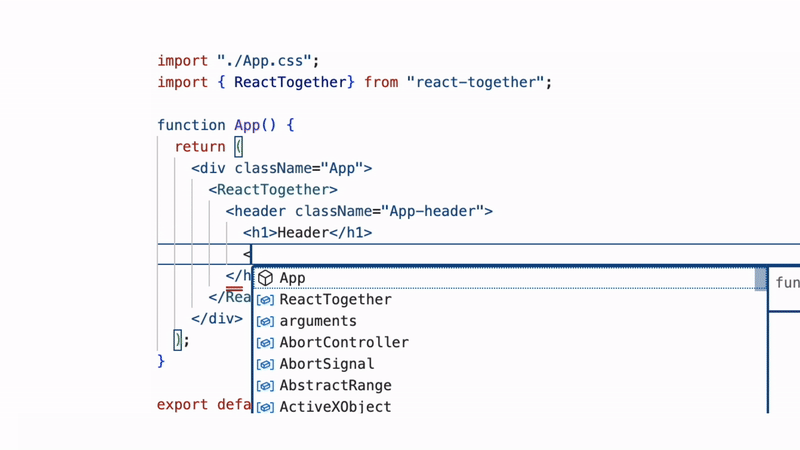 import "./App.css";
import { ReactTogether} from "react-together";
function App() {
return (
<div className="App">
<ReactTogether>
<header className="App-header">
<h1>Header</h1>
<
</h
</Rea
</div>
);
}
export defa
App
ReactTogether
arguments
AbortController
AbortSignal
AbstractRange
ActiveXObject
fun